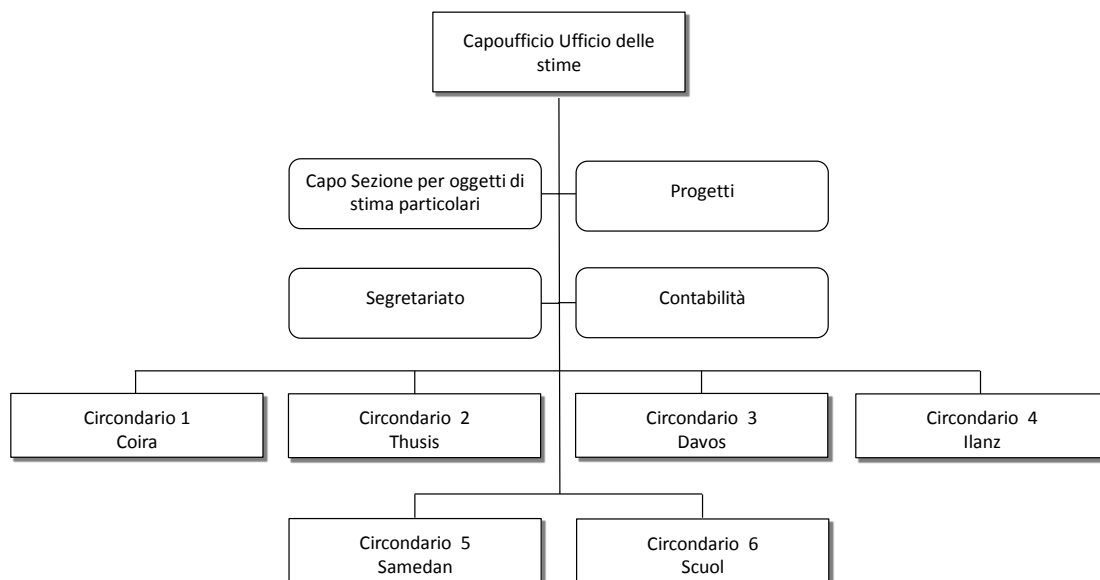 Capoufficio Ufficio delle
stime
Capo Sezione per oggetti di
stima particolari
Progetti
Segretariato
Contabilità
Circondario 1
Coira
Circondario 2
Thusis
Circondario 3
Davos
Circondario 4
Ilanz
Circondario 5
Samedan
Circondario 6
Scuol